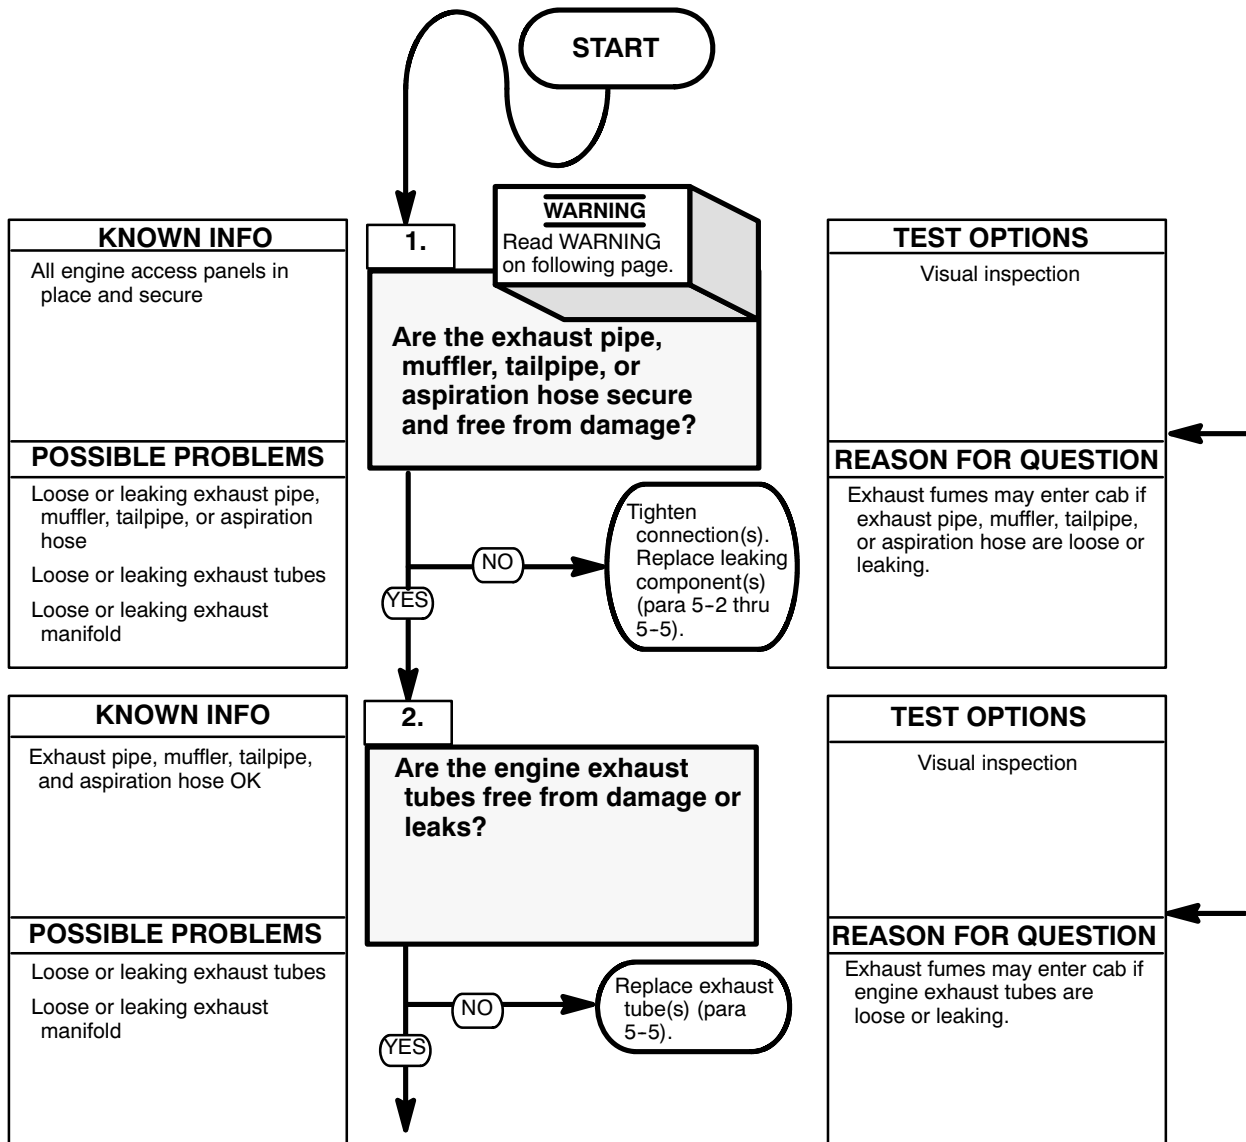 START
KNOWN INFO
All engine access panels in
place and secure
POSSIBLE PROBLEMS
Loose or leaking exhaust pipe,
muffler, tailpipe, or aspiration
hose
Loose or leaking exhaust tubes
Loose or leaking exhaust
manifold
1.
WARNING
Read WARNING
on following page.
Are the exhaust pipe,
muffler, tailpipe, or
aspiration hose secure
and free from damage?
NO
YES
Tighten
connection(s).
Replace leaking
component(s)
(para 5-2 thru
5-5).
TEST OPTIONS
Visual inspection
REASON FOR QUESTION
Exhaust fumes may enter cab if
exhaust pipe, muffler, tailpipe,
or aspiration hose are loose or
leaking.
KNOWN INFO
Exhaust pipe, muffler, tailpipe,
and aspiration hose OK
POSSIBLE PROBLEMS
Loose or leaking exhaust tubes
Loose or leaking exhaust
manifold
2.
Are the engine exhaust
tubes free from damage or
leaks?
NO
YES
Replace exhaust
tube(s) (para
5-5).
TEST OPTIONS
Visual inspection
REASON FOR QUESTION
Exhaust fumes may enter cab if
engine exhaust tubes are
loose or leaking.